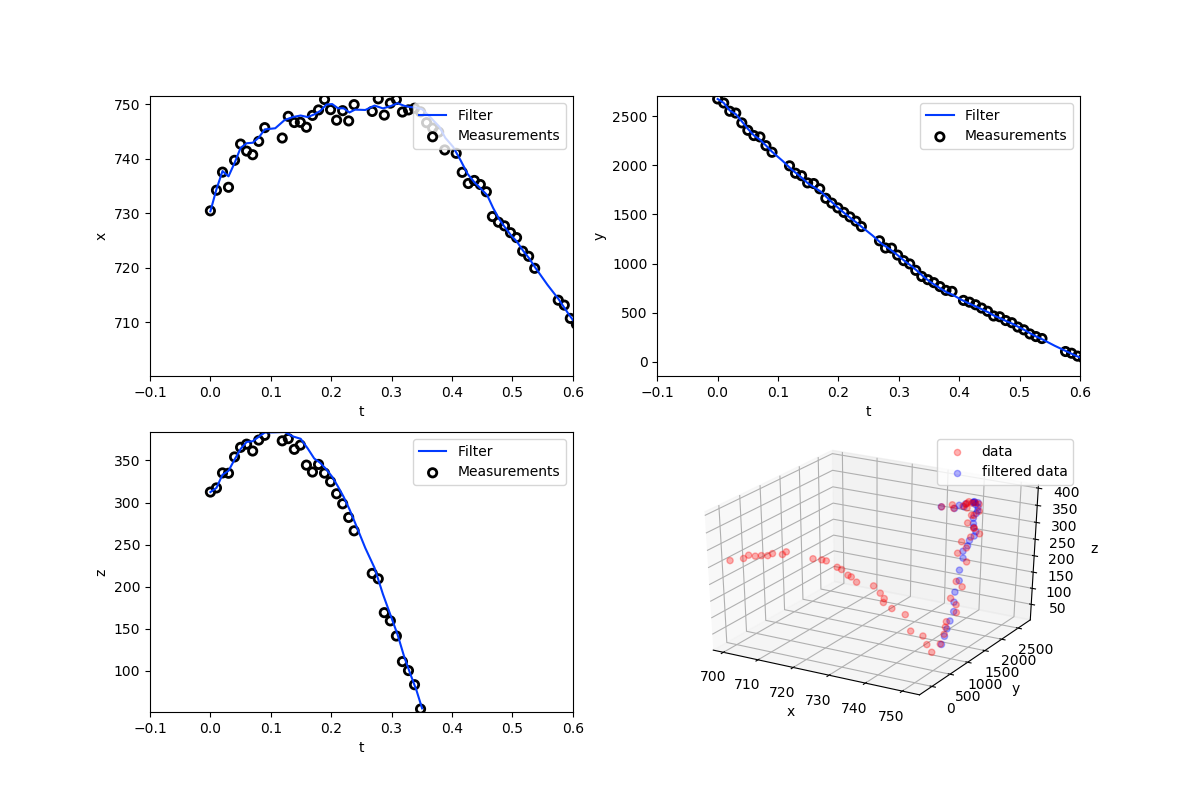 750
740
730
720
710
x
Filter
Measurements
−0.1 0.0 0.1 0.2 0.3 0.4 0.5 0.6
t
2500
2000
1500
1000
500
0
y
Filter
Measurements
−0.1 0.0 0.1 0.2 0.3 0.4 0.5 0.6
t
350
300
250
200
150
100
z
Filter
Measurements
−0.1 0.0 0.1 0.2 0.3 0.4 0.5 0.6
t
data
filtered data
400
350
300
250
200
150
100
50
z
2500
2000
1500
1000
500
0
y
700 710 720 730 740 750
x